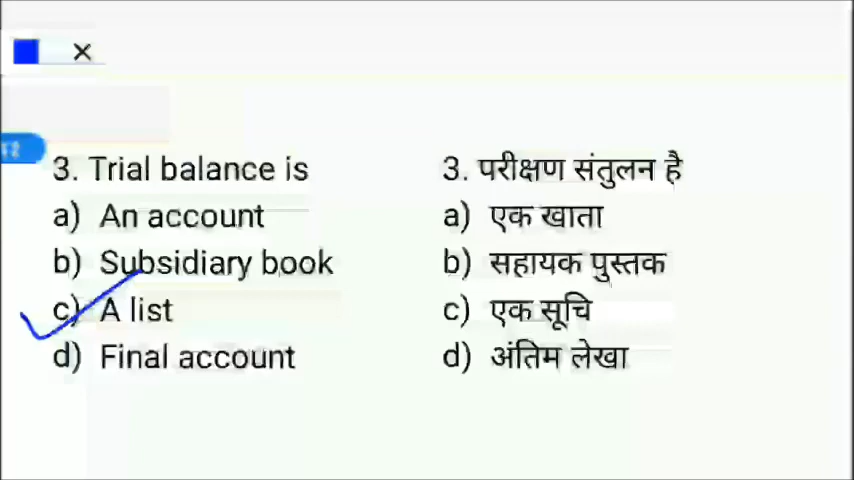 12
3. Trial balance is
a) An account
b) Subsidiary book
c) A list
d) Final account
3. परीक्षण संतुलन है
a) एक खाता
b) सहायक पुस्तक
c) एक सूचि
d) अंतिम लेखा